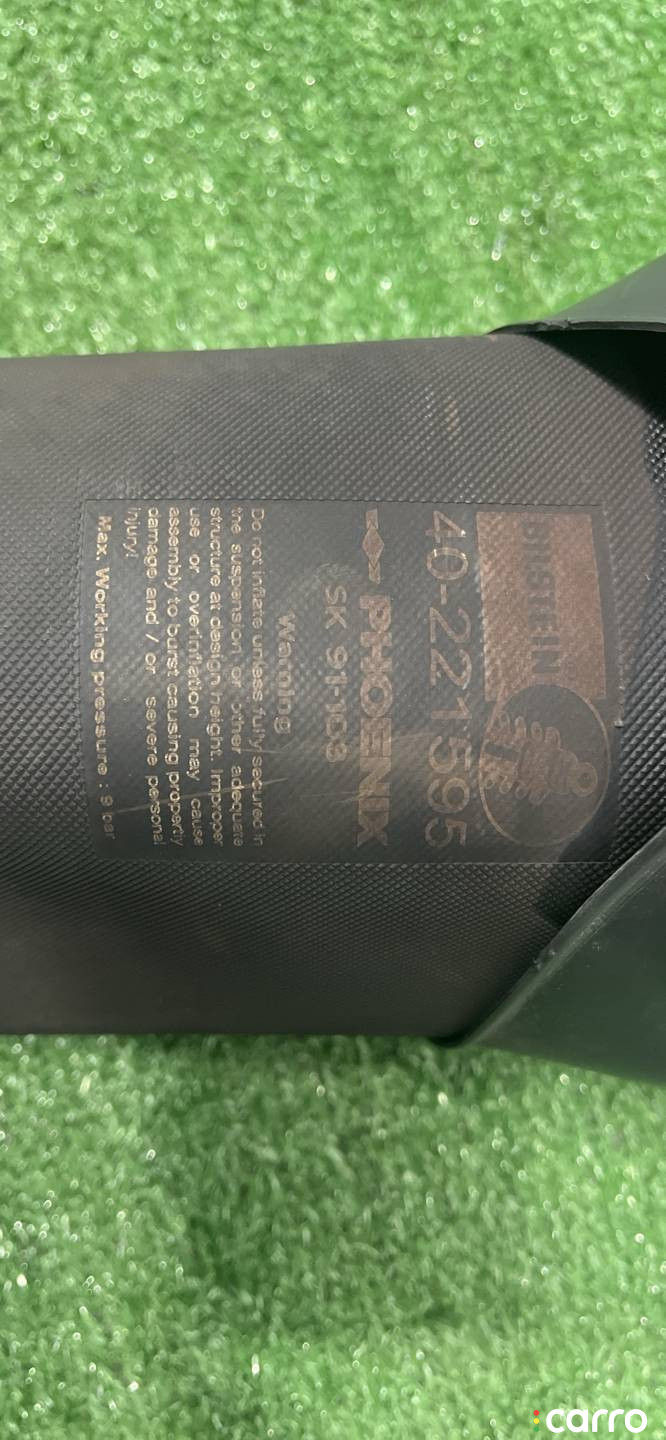 BILSTEIN
40-221595
PHOENIX
SK 91-10S
Warning
Do not inflate unless fully secured in
the suspension or other adequate
structure at design height. Improper
use or overinflation may cause
assembly to burst causing property
damage and / or severe personal
injury!
Max. Working pressure : 9 bar
carro